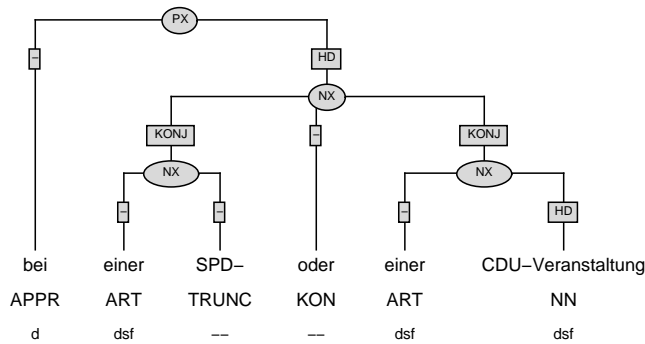 PX
– HD
NX
KONJ – KONJ
NX NX
– – – HD
bei einer SPD– oder einer CDU–Veranstaltung
APPR ART TRUNC KON ART NN
d dsf –– –– dsf dsf